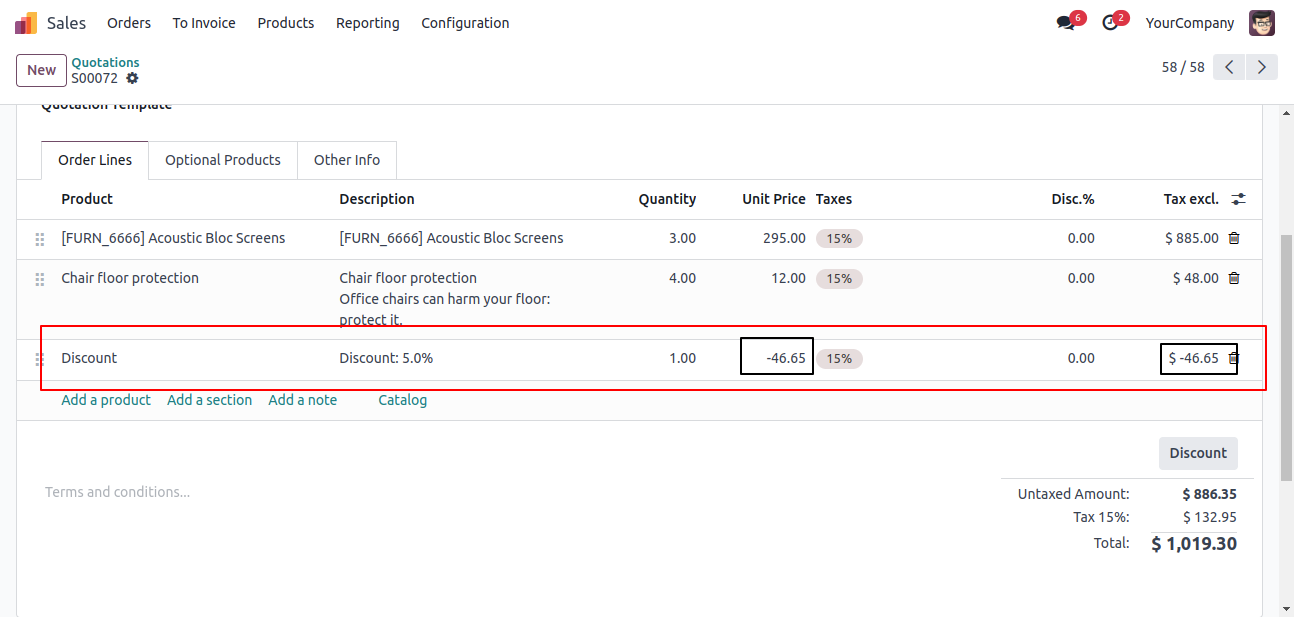 Sales Orders To Invoice Products Reporting Configuration 6 2 YourCompany
New Quotations 58 / 58
S00072
Quotation Template
Order Lines Optional Products Other Info
Product Description Quantity Unit Price Taxes Disc.% Tax excl.
[FURN_6666] Acoustic Bloc Screens [FURN_6666] Acoustic Bloc Screens 3.00 295.00 15% 0.00 $ 885.00
Chair floor protection Chair floor protection 4.00 12.00 15% 0.00 $ 48.00
Office chairs can harm your floor:
protect it.
Discount Discount: 5.0% 1.00 -46.65 15% 0.00 $ -46.65
Add a product Add a section Add a note Catalog
Discount
Terms and conditions... Untaxed Amount: $ 886.35
Tax 15%: $ 132.95
Total: $ 1,019.30